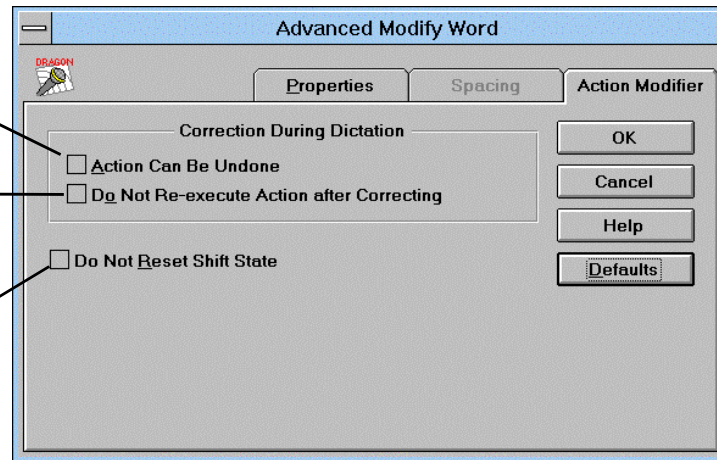 Advanced Modify Word
DRAGON
Properties
Spacing
Action Modifier
Correction During Dictation
Action Can Be Undone
Do Not Re-execute Action after Correcting
Do Not Reset Shift State
OK
Cancel
Help
Defaults